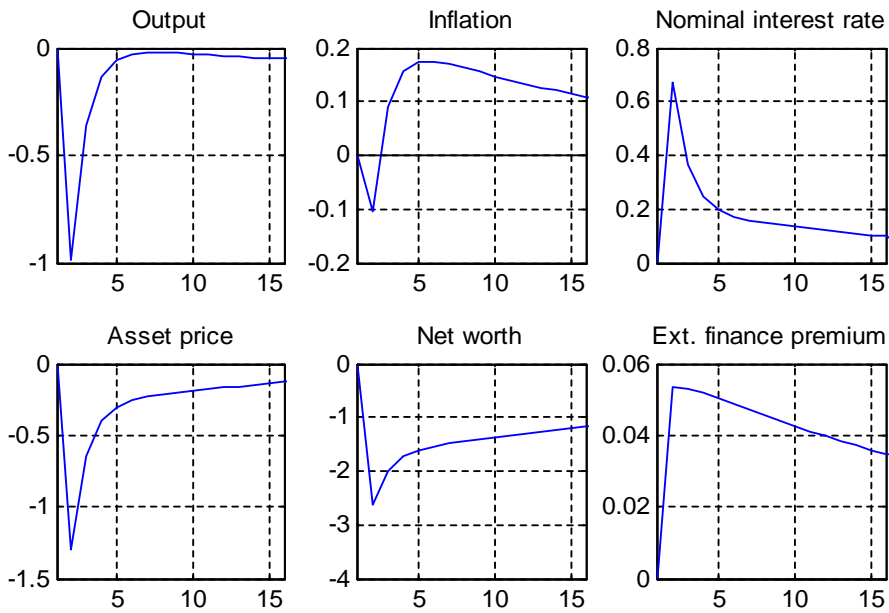 Output
0
-0.5
-1
5 10 15
Inflation
0.2
0.1
0
-0.1
-0.2
5 10 15
Nominal interest rate
0.8
0.6
0.4
0.2
0
5 10 15
Asset price
0
-0.5
-1
-1.5
5 10 15
Net worth
0
-1
-2
-3
-4
5 10 15
Ext. finance premium
0.06
0.04
0.02
0
5 10 15